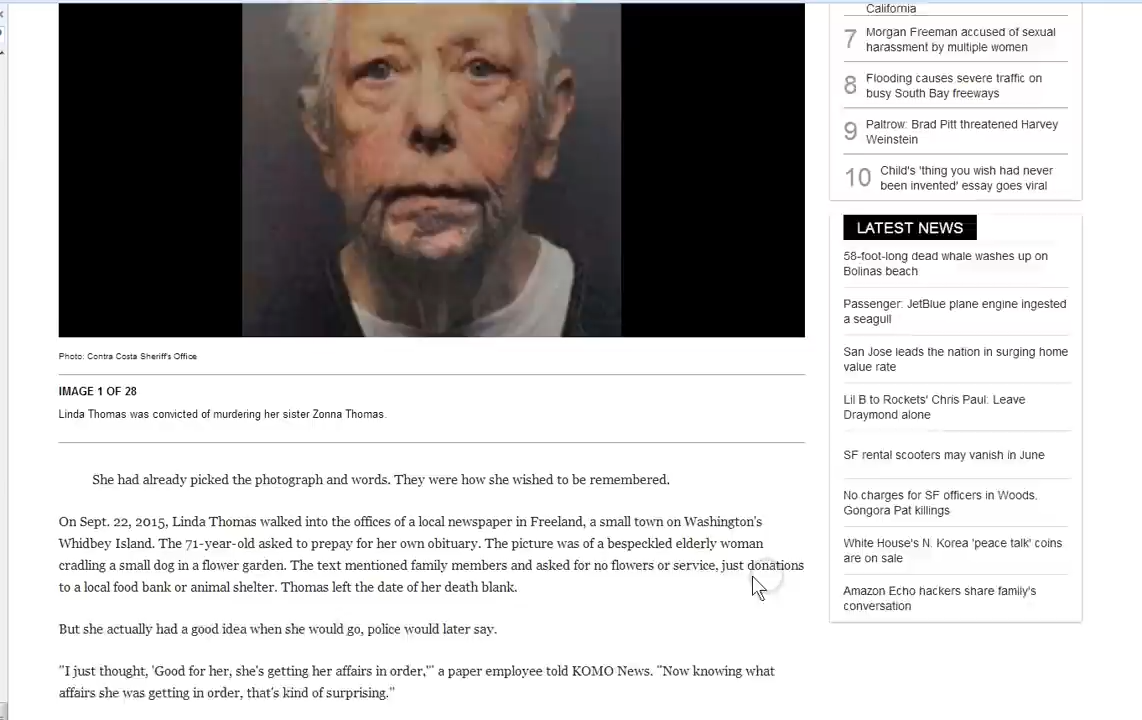 California
7 Morgan Freeman accused of sexual
harassment by multiple women
8 Flooding causes severe traffic on
busy South Bay freeways
9 Paltrow: Brad Pitt threatened Harvey
Weinstein
10 Child's 'thing you wish had never
been invented' essay goes viral
LATEST NEWS
58-foot-long dead whale washes up on
Bolinas beach
Passenger: JetBlue plane engine ingested
a seagull
San Jose leads the nation in surging home
value rate
Lil B to Rockets' Chris Paul: Leave
Draymond alone
SF rental scooters may vanish in June
No charges for SF officers in Woods,
Gongora Pat killings
White House's N. Korea 'peace talk' coins
are on sale
Amazon Echo hackers share family's
conversation
Photo: Contra Costa Sheriff's Office
IMAGE 1 OF 28
Linda Thomas was convicted of murdering her sister Zonna Thomas.
She had already picked the photograph and words. They were how she wished to be remembered.
On Sept. 22, 2015, Linda Thomas walked into the offices of a local newspaper in Freeland, a small town on Washington's
Whidbey Island. The 71-year-old asked to prepay for her own obituary. The picture was of a bespeckled elderly woman
cradling a small dog in a flower garden. The text mentioned family members and asked for no flowers or service, just donations
to a local food bank or animal shelter. Thomas left the date of her death blank.
But she actually had a good idea when she would go, police would later say.
"I just thought, 'Good for her, she's getting her affairs in order,'" a paper employee told KOMO News. "Now knowing what
affairs she was getting in order, that's kind of surprising."